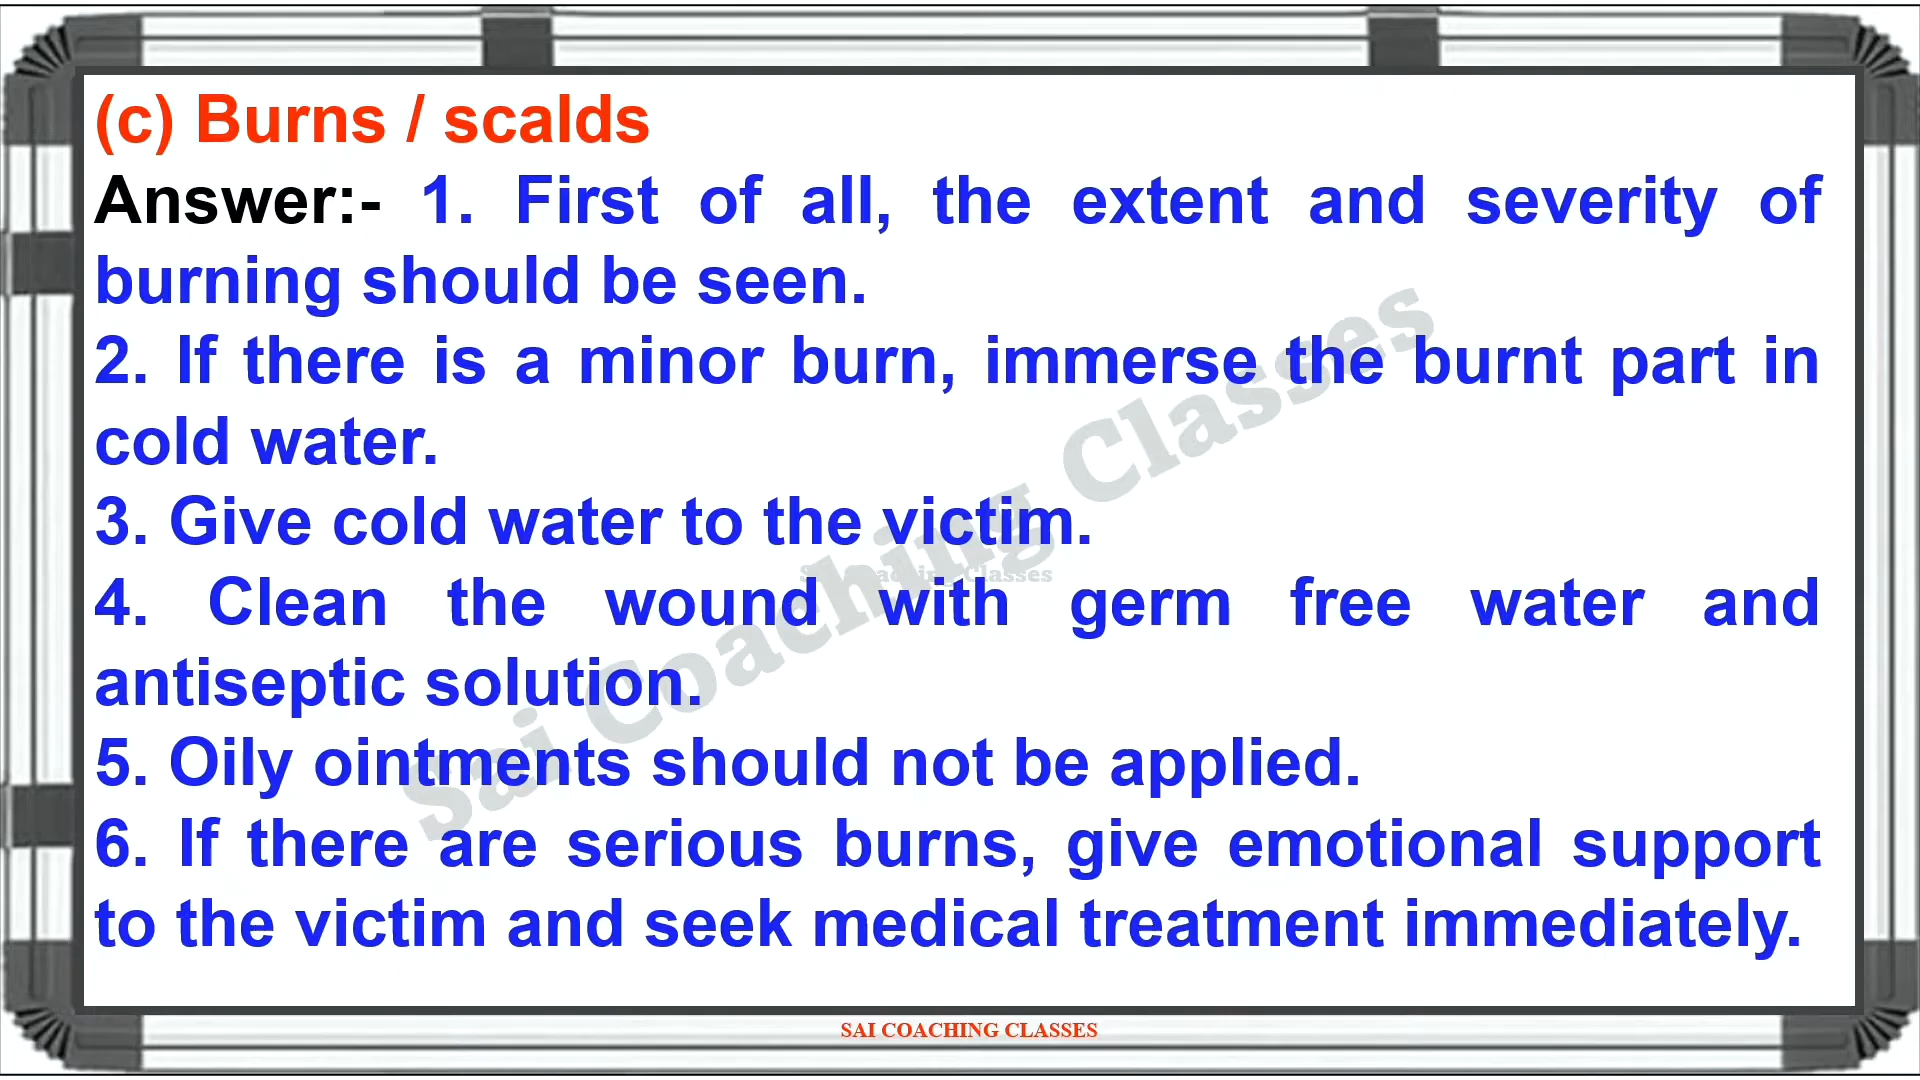 (c) Burns / scalds
Answer:- 1. First of all, the extent and severity of
burning should be seen.
2. If there is a minor burn, immerse the burnt part in
cold water.
3. Give cold water to the victim.
4. Clean the wound with germ free water and
antiseptic solution.
5. Oily ointments should not be applied.
6. If there are serious burns, give emotional support
to the victim and seek medical treatment immediately.
Sai Coaching Classes
Sai Coaching Classes
SAI COACHING CLASSES